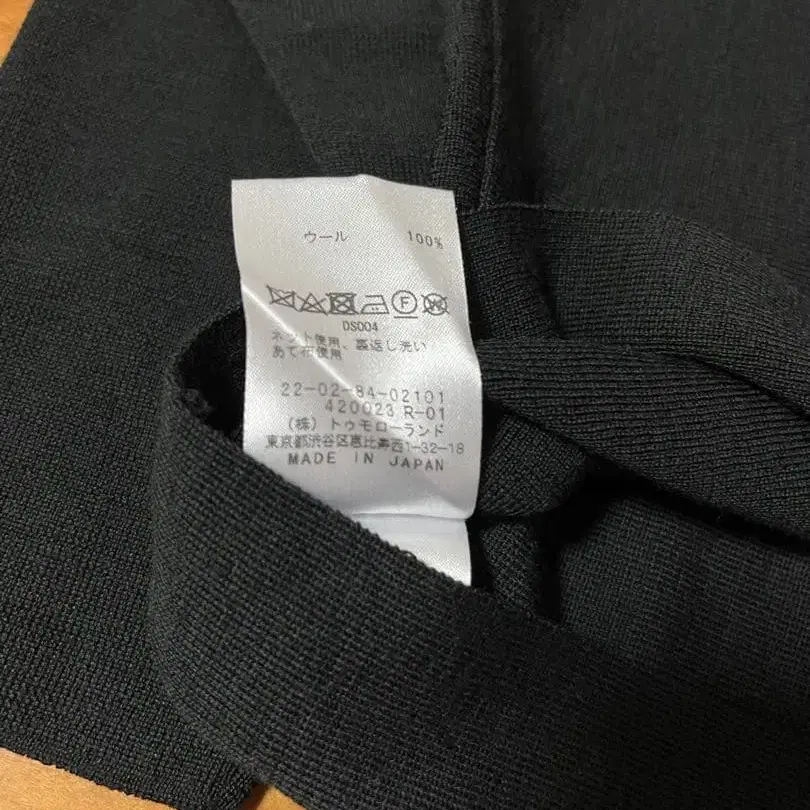 ウール 100%
F W
DS004
ネット使用、裏返し洗い
あて布使用
22-02-84-02101
420023 R-01
(株) トゥモローランド
東京都渋谷区恵比寿西1-32-18
MADE IN JAPAN